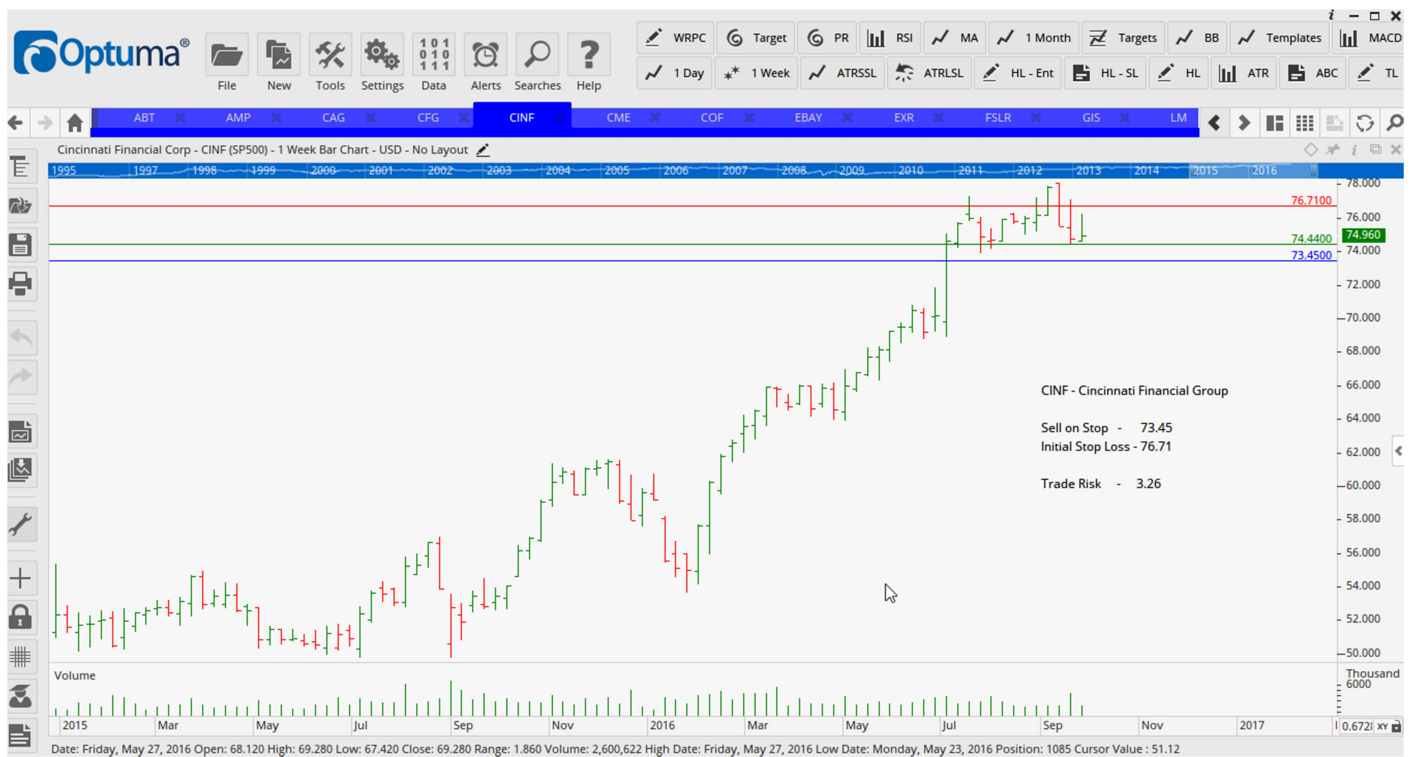 i
Optuma®
File New Tools Settings Data Alerts Searches Help
101
010
111
WRPC Target PR RSI MA 1 Month Targets BB Templates MACD
1 Day 1 Week ATRSSL ATRLSL HL - Ent HL - SL HL ATR ABC TL
ABT AMP CAG CFG CINF CME COF EBAY EXR FSLR GIS LM
Cincinnati Financial Corp - CINF (SP500) - 1 Week Bar Chart - USD - No Layout
1995 1997 1998 1999 2000 2001 2002 2003 2004 2005 2006 2007 2008 2009 2010 2011 2012 2013 2014 2015 2016
78.000
76.7100
76.000
74.960
74.4400
74.000
73.4500
72.000
70.000
68.000
66.000
CINF - Cincinnati Financial Group
64.000
Sell on Stop - 73.45
Initial Stop Loss - 76.71
62.000
Trade Risk - 3.26
60.000
58.000
56.000
54.000
52.000
50.000
Volume
Thousand
6000
2015 Mar May Jul Sep Nov 2016 Mar May Jul Sep Nov 2017
XY
Date: Friday, May 27, 2016 Open: 68.120 High: 69.280 Low: 67.420 Close: 69.280 Range: 1.860 Volume: 2,600,622 High Date: Friday, May 27, 2016 Low Date: Monday, May 23, 2016 Position: 1085 Cursor Value : 51.12